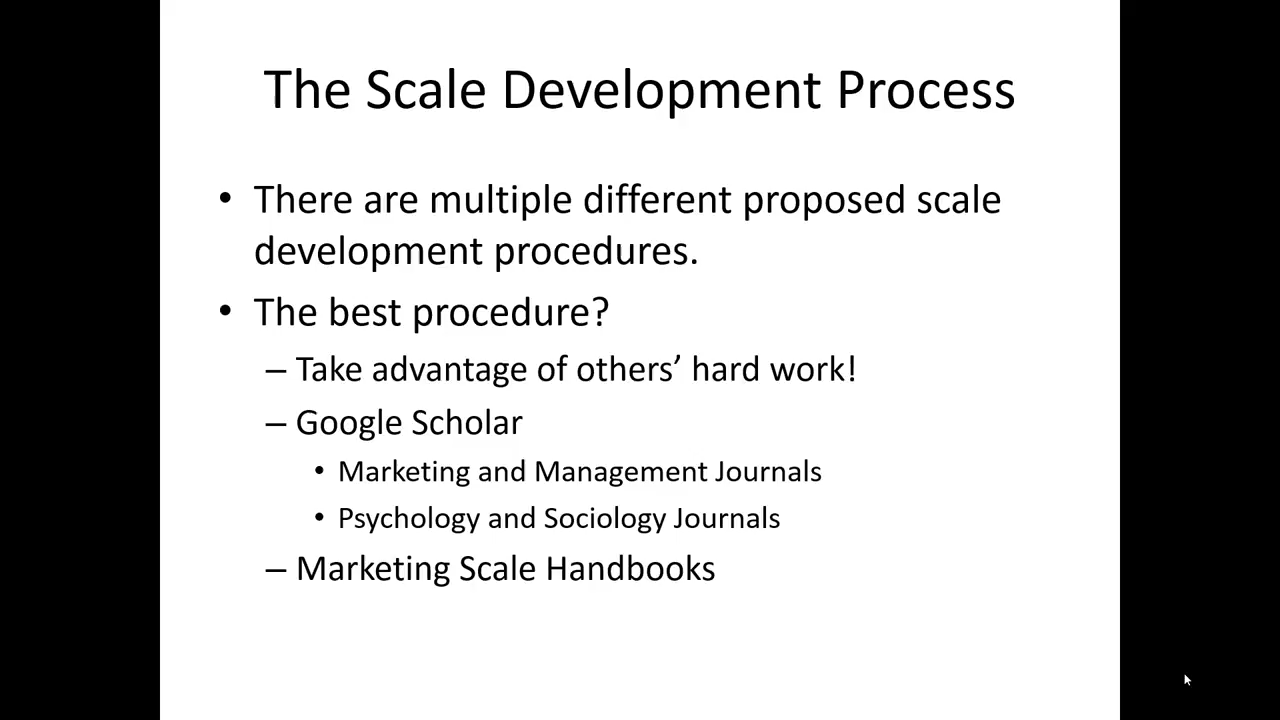 The Scale Development Process
• There are multiple different proposed scale
development procedures.
• The best procedure?
– Take advantage of others’ hard work!
– Google Scholar
• Marketing and Management Journals
• Psychology and Sociology Journals
– Marketing Scale Handbooks